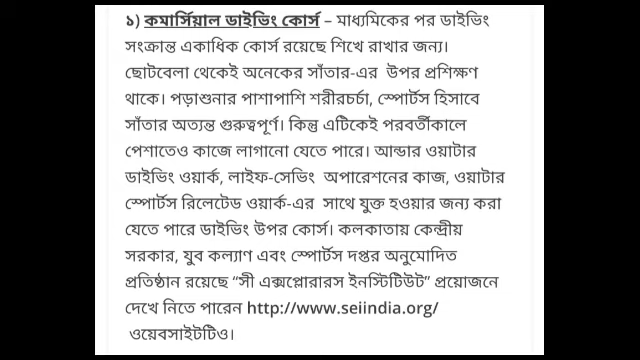 ১) কমার্সিয়াল ডাইভিং কোর্স – মাধ্যমিকের পর ডাইভিং
সংক্রান্ত একাধিক কোর্স রয়েছে শিখে রাখার জন্য।
ছোটবেলা থেকেই অনেকের সাঁতার-এর উপর প্রশিক্ষণ
থাকে। পড়াশুনার পাশাপাশি শরীরচর্চা, স্পোর্টস হিসাবে
সাঁতার অত্যন্ত গুরুত্বপূর্ণ। কিন্তু এটিকেই পরবর্তীকালে
পেশাতেও কাজে লাগানো যেতে পারে। আন্ডার ওয়াটার
ডাইভিং ওয়ার্ক, লাইফ-সেভিং অপারেশনের কাজ, ওয়াটার
স্পোর্টস রিলেটেড ওয়ার্ক-এর সাথে যুক্ত হওয়ার জন্য করা
যেতে পারে ডাইভিং উপর কোর্স। কলকাতায় কেন্দ্রীয়
সরকার, যুব কল্যাণ এবং স্পোর্টস দপ্তর অনুমোদিত
প্রতিষ্ঠান রয়েছে “সী এক্সপ্লোরারস ইনস্টিটিউট” প্রয়োজনে
দেখে নিতে পারেন http://www.seiindia.org/
ওয়েবসাইটটিও।